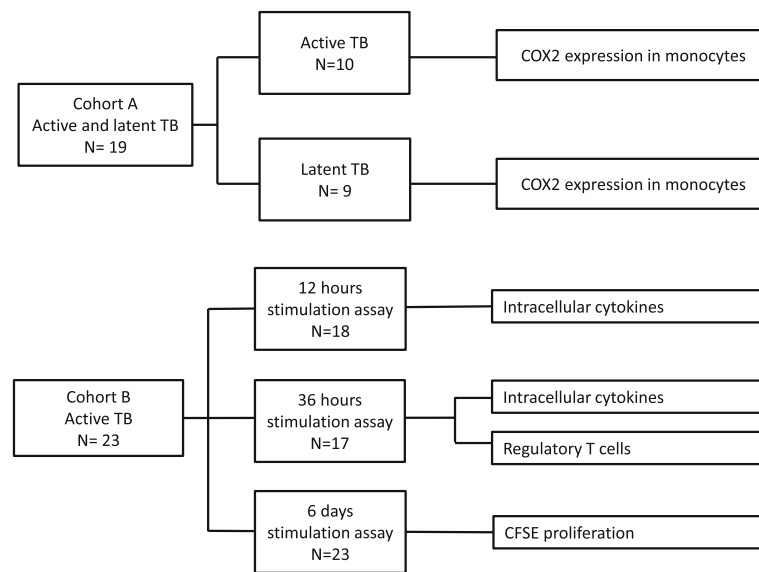 Cohort A
Active and latent TB
N= 19
Active TB
N=10
COX2 expression in monocytes
Latent TB
N= 9
COX2 expression in monocytes
Cohort B
Active TB
N= 23
12 hours
stimulation assay
N=18
Intracellular cytokines
36 hours
stimulation assay
N=17
Intracellular cytokines
Regulatory T cells
6 days
stimulation assay
N=23
CFSE proliferation